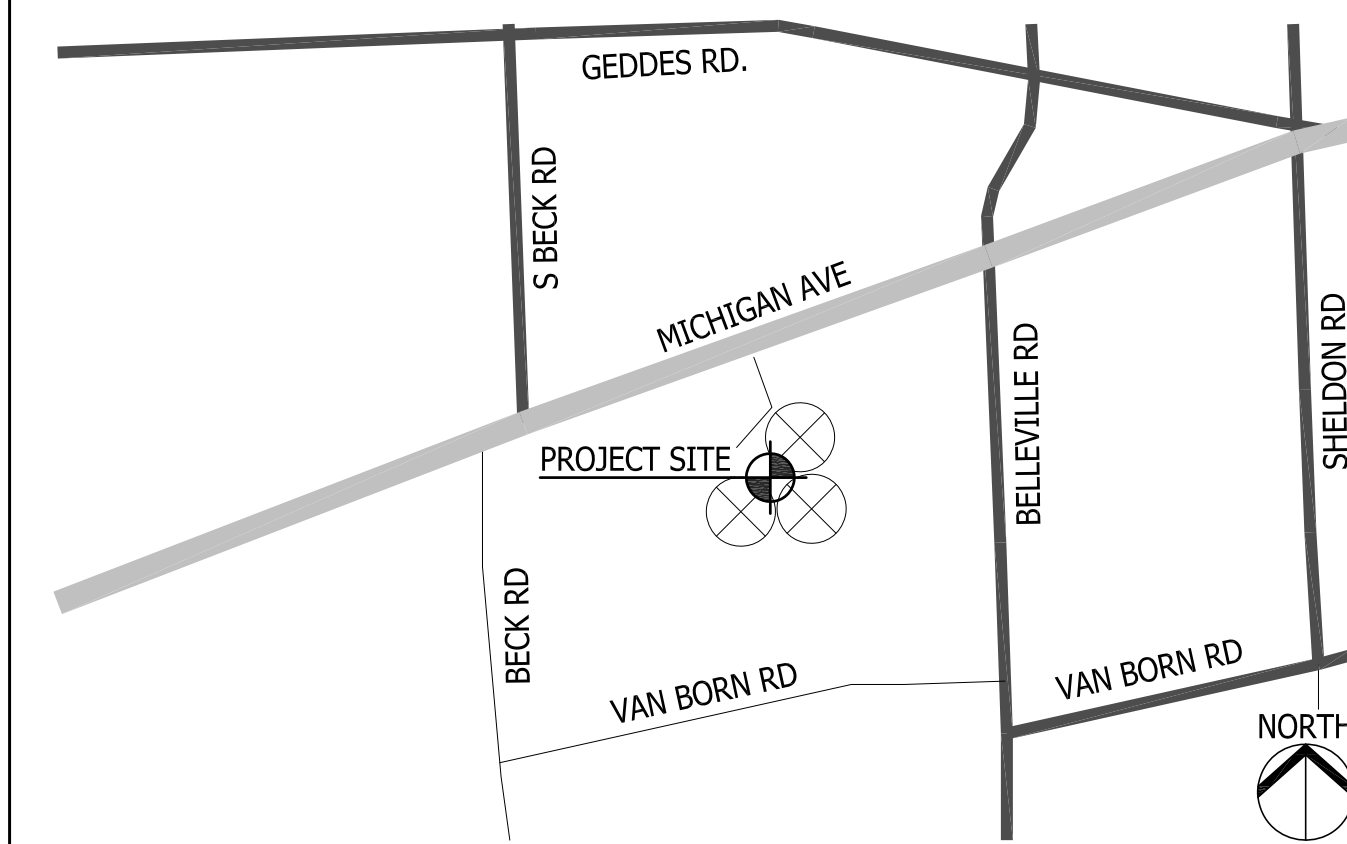 GEDDES RD.
S BECK RD
MICHIGAN AVE
BELLEVILLE RD
SHELDON RD
PROJECT SITE
BECK RD
VAN BORN RD
VAN BORN RD
NORTH